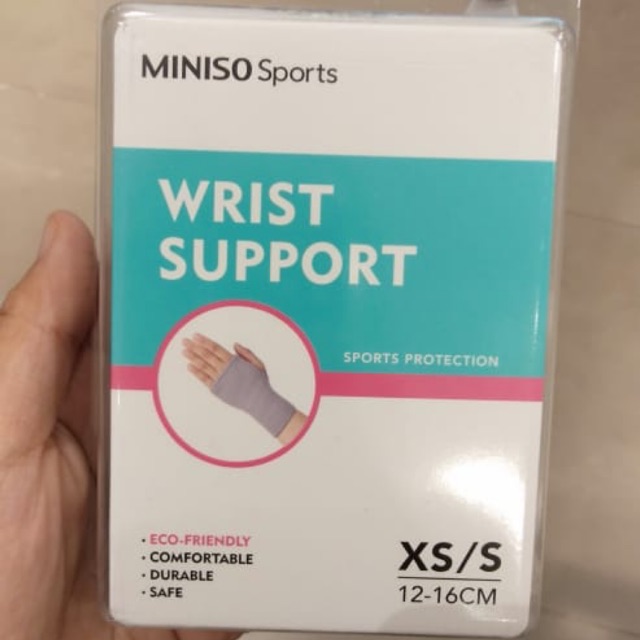 MINISO Sports
WRIST
SUPPORT
SPORTS PROTECTION
· ECO-FRIENDLY
· COMFORTABLE
· DURABLE
· SAFE
XS/S
12-16CM